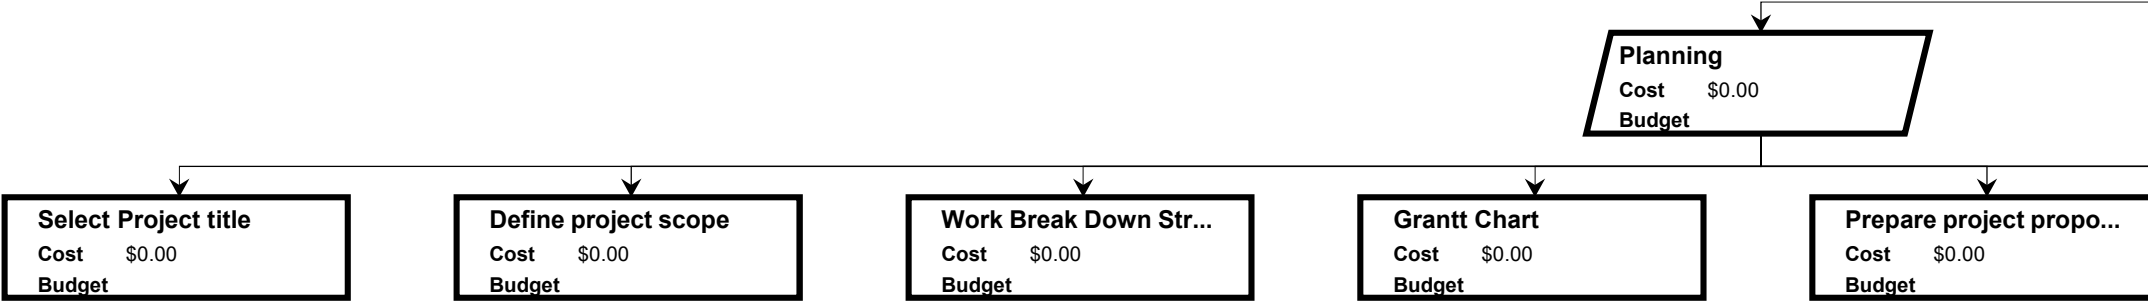 Planning
Cost $0.00
Budget
Select Project title
Cost $0.00
Budget
Define project scope
Cost $0.00
Budget
Work Break Down Str...
Cost $0.00
Budget
Grantt Chart
Cost $0.00
Budget
Prepare project propo...
Cost $0.00
Budget